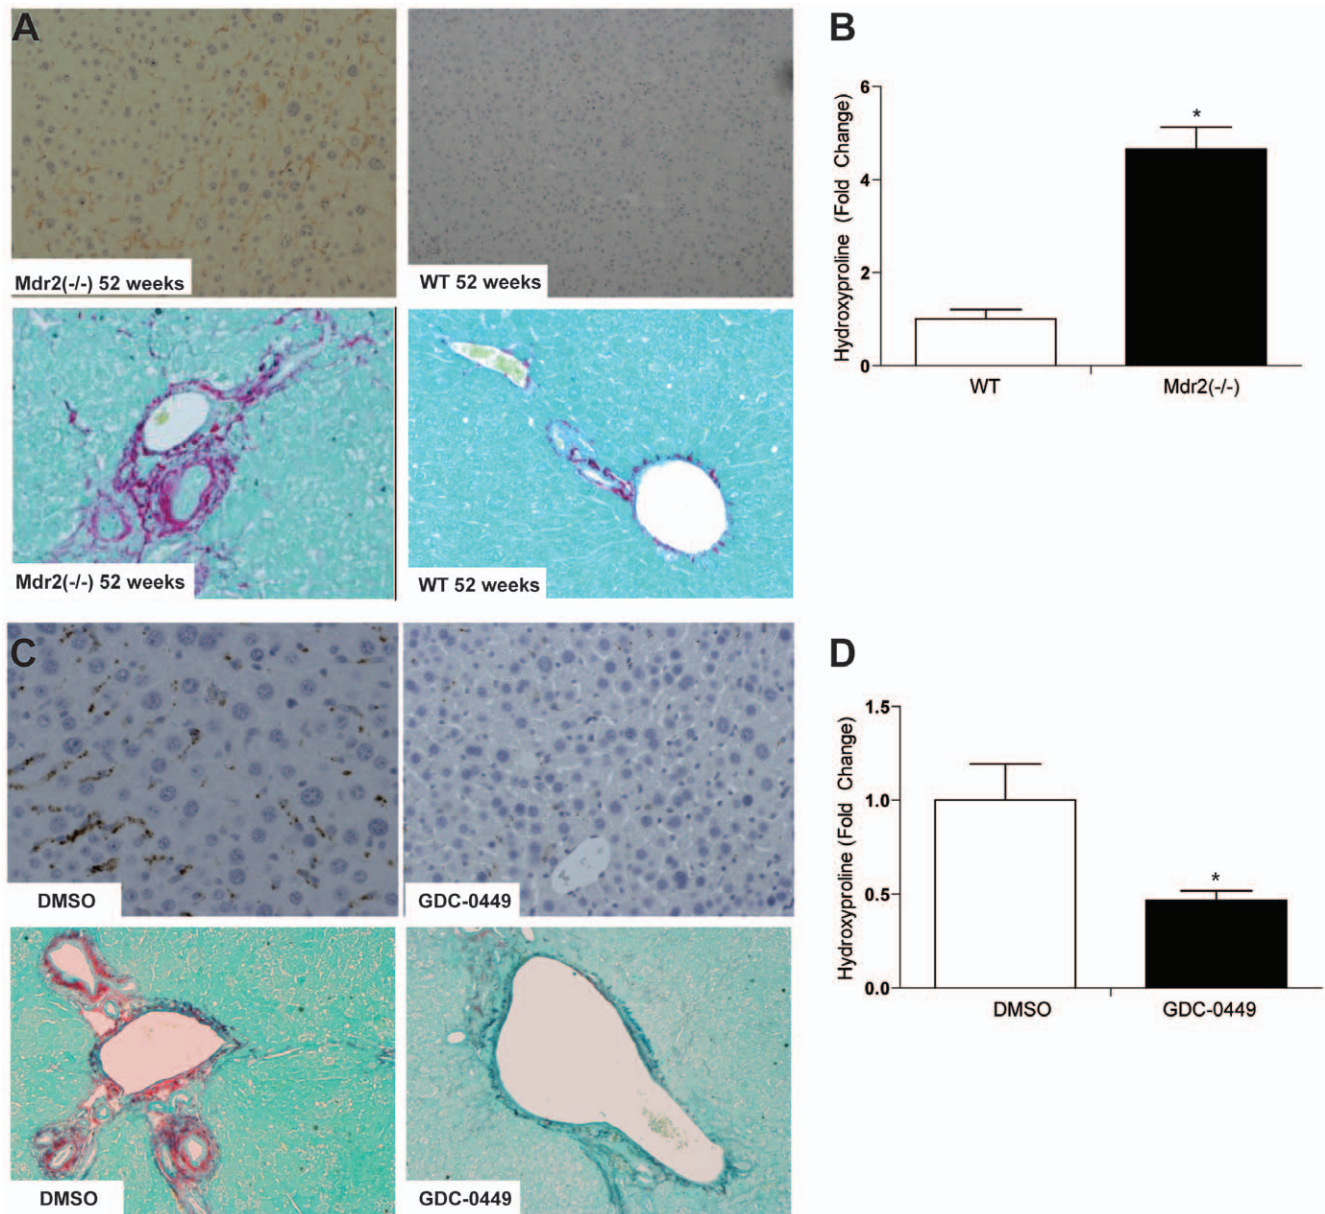 A
Mdr2(-/-) 52 weeks
WT 52 weeks
Mdr2(-/-) 52 weeks
WT 52 weeks
B
Hydroxyproline (Fold Change)
6
4
2
0
*
WT
Mdr2(-/-)
C
DMSO
GDC-0449
DMSO
GDC-0449
D
Hydroxyproline (Fold Change)
1.5
1.0
0.5
0.0
*
DMSO
GDC-0449